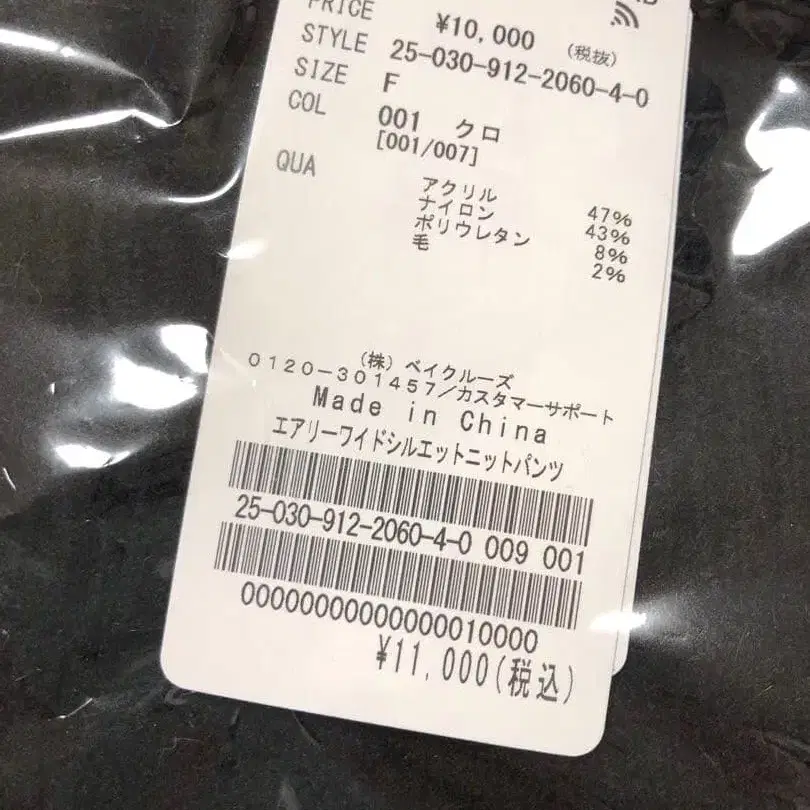 PRICE ¥10,000 (税抜)
STYLE 25-030-912-2060-4-0
SIZE F
COL 001 クロ
[001/007]
QUA
アクリル 47%
ナイロン 43%
ポリウレタン 8%
毛 2%
(株) ベイクルーズ
0120-301457/カスタマーサポート
Made in China
エアリーワイドシルエットニットパンツ
25-030-912-2060-4-0 009 001
000000000000000010000
¥11,000(税込)